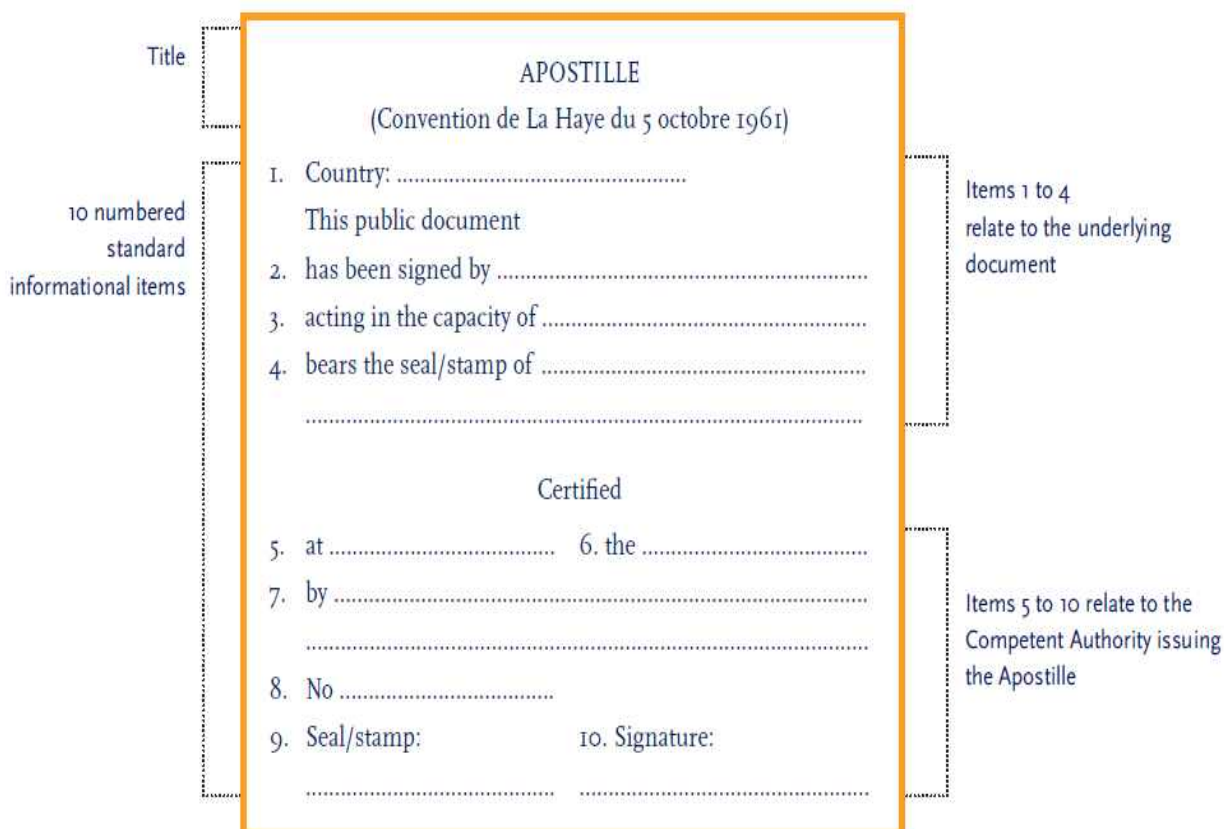 Title
APOSTILLE
(Convention de La Haye du 5 octobre 1961)
10 numbered
standard
informational items
1. Country: ..................................................
This public document
2. has been signed by ................................................................
3. acting in the capacity of ........................................................
4. bears the seal/stamp of ........................................................
................................................................................................
Items 1 to 4
relate to the underlying
document
Certified
5. at ....................................... 6. the .......................................
7. by ............................................................................................
................................................................................................
8. No .....................................
9. Seal/stamp: 10. Signature:
........................................... ..................................................
Items 5 to 10 relate to the
Competent Authority issuing
the Apostille